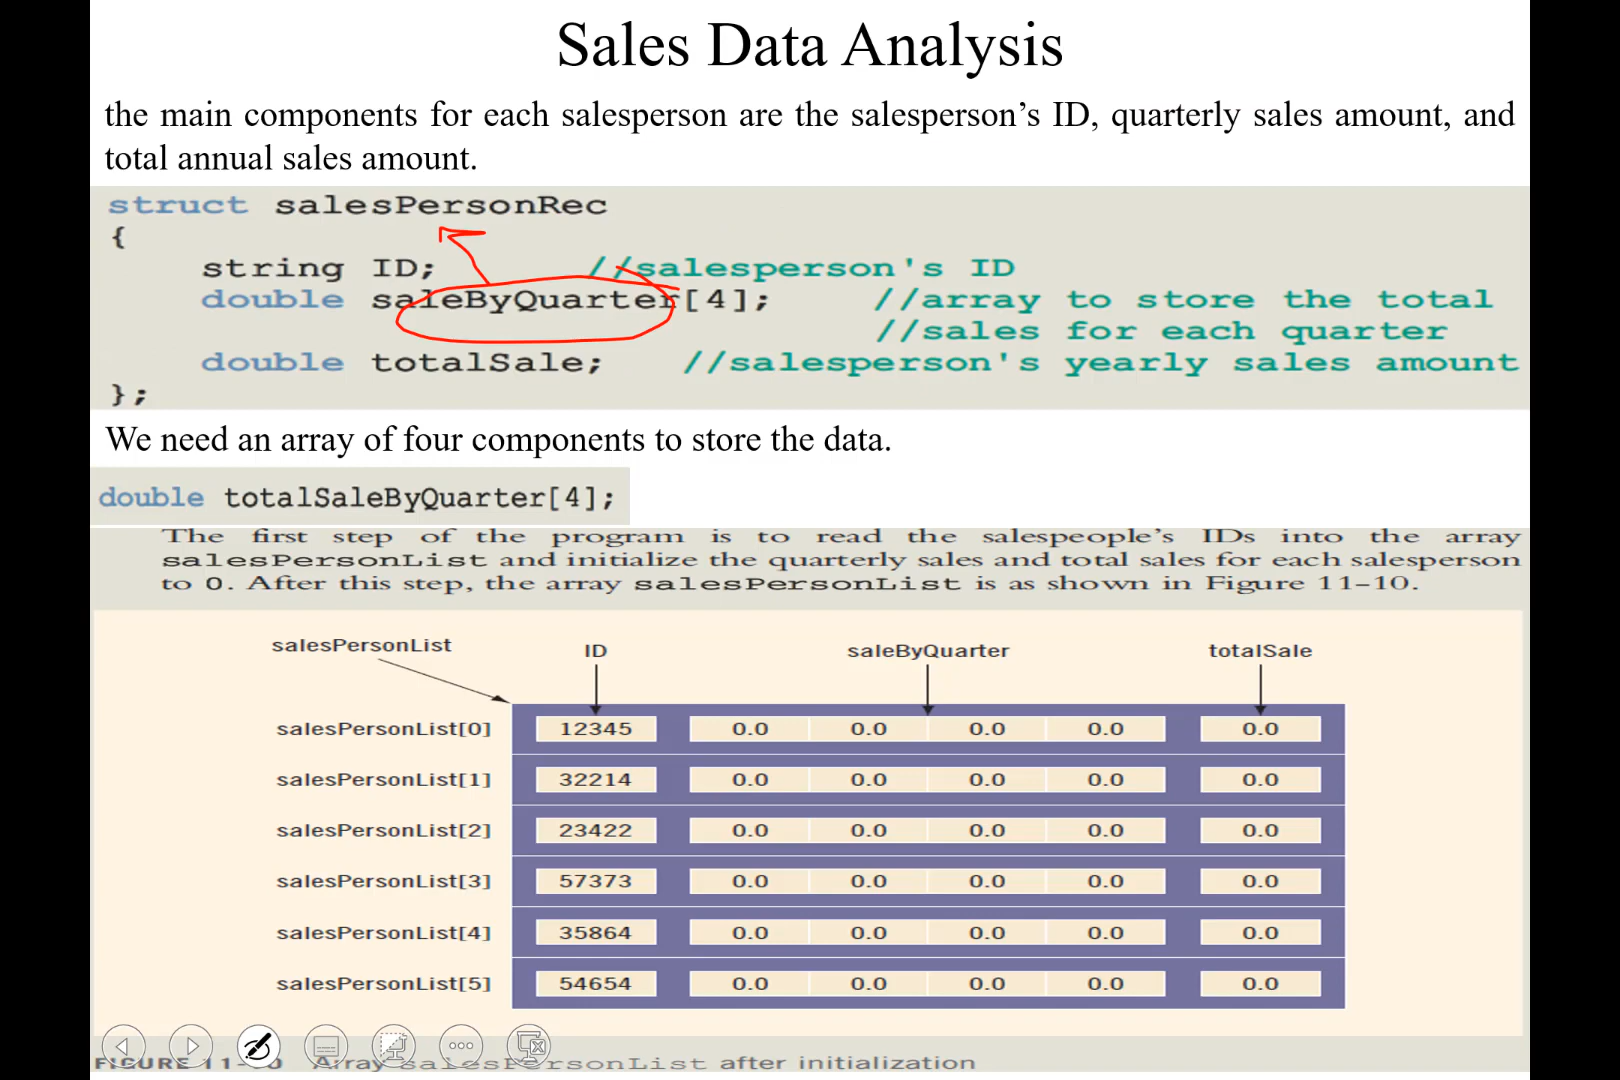 Sales Data Analysis
the main components for each salesperson are the salesperson's ID, quarterly sales amount, and
total annual sales amount.
struct salesPersonRec
{
string ID; //salesperson's ID
double saleByQuarter[4]; //array to store the total
//sales for each quarter
double totalSale; //salesperson's yearly sales amount
};
We need an array of four components to store the data.
double totalSaleByQuarter[4];
The first step of the program is to read the salespeople's IDs into the array
salesPersonList and initialize the quarterly sales and total sales for each salesperson
to 0. After this step, the array salesPersonList is as shown in Figure 11–10.
salesPersonList ID saleByQuarter totalSale
salesPersonList[0] 12345 0.0 0.0 0.0 0.0 0.0
salesPersonList[1] 32214 0.0 0.0 0.0 0.0 0.0
salesPersonList[2] 23422 0.0 0.0 0.0 0.0 0.0
salesPersonList[3] 57373 0.0 0.0 0.0 0.0 0.0
salesPersonList[4] 35864 0.0 0.0 0.0 0.0 0.0
salesPersonList[5] 54654 0.0 0.0 0.0 0.0 0.0
FIGURE 11-10 Array salesPersonList after initialization